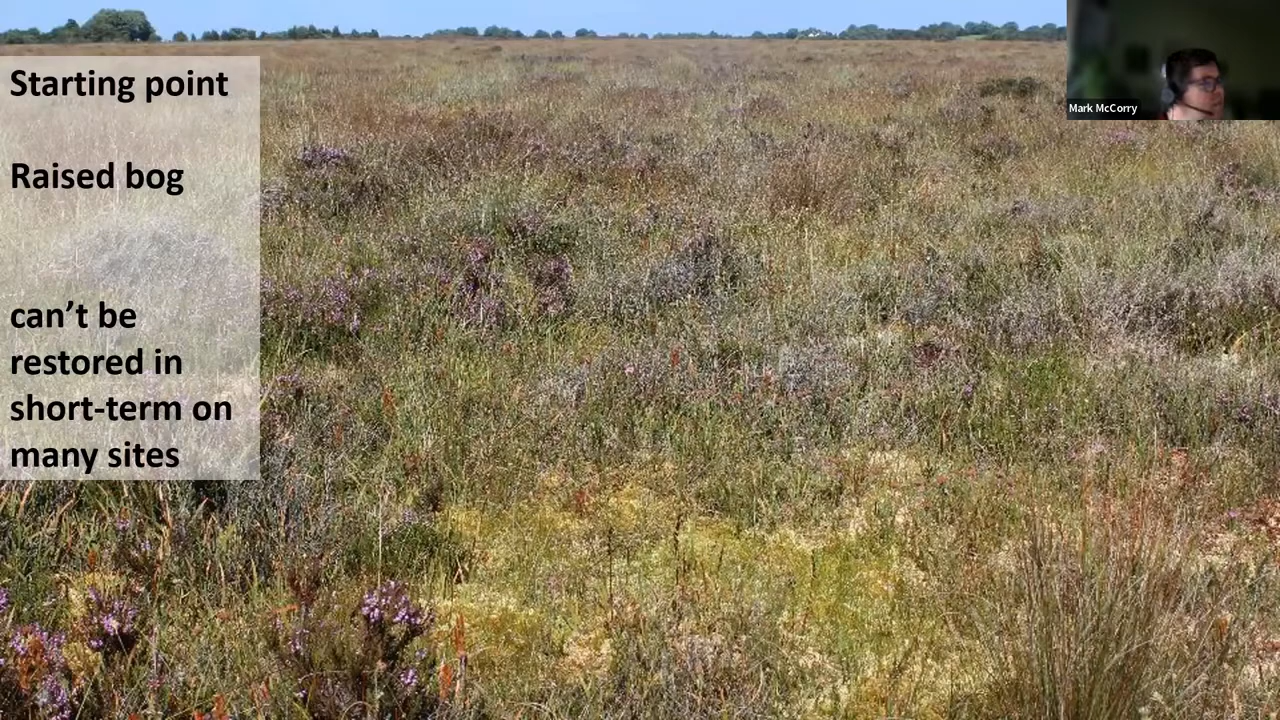 Starting point
Raised bog
can’t be
restored in
short-term on
many sites
Mark McCorry